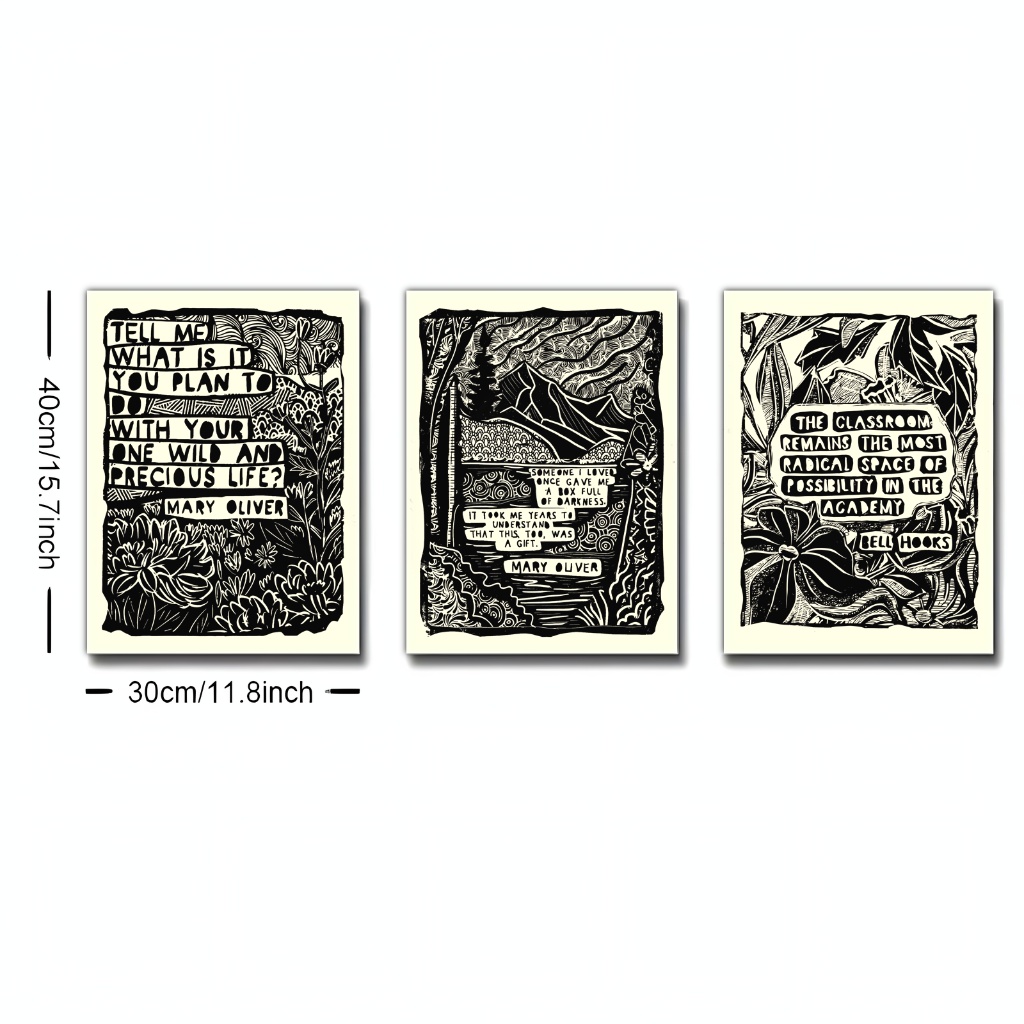 TELL ME
WHAT IS IT
YOU PLAN TO
DO
WITH YOUR
ONE WILD AND
PRECIOUS LIFE?
MARY OLIVER
SOMEONE I LOVED
ONCE GAVE ME
A BOX FULL
OF DARKNESS.
IT TOOK ME YEARS TO
UNDERSTAND
THAT THIS, TOO, WAS
A GIFT.
MARY OLIVER
THE CLASSROOM
REMAINS THE MOST
RADICAL SPACE OF
POSSIBILITY IN THE
ACADEMY
BELL HOOKS
40cm/15.7inch
30cm/11.8inch